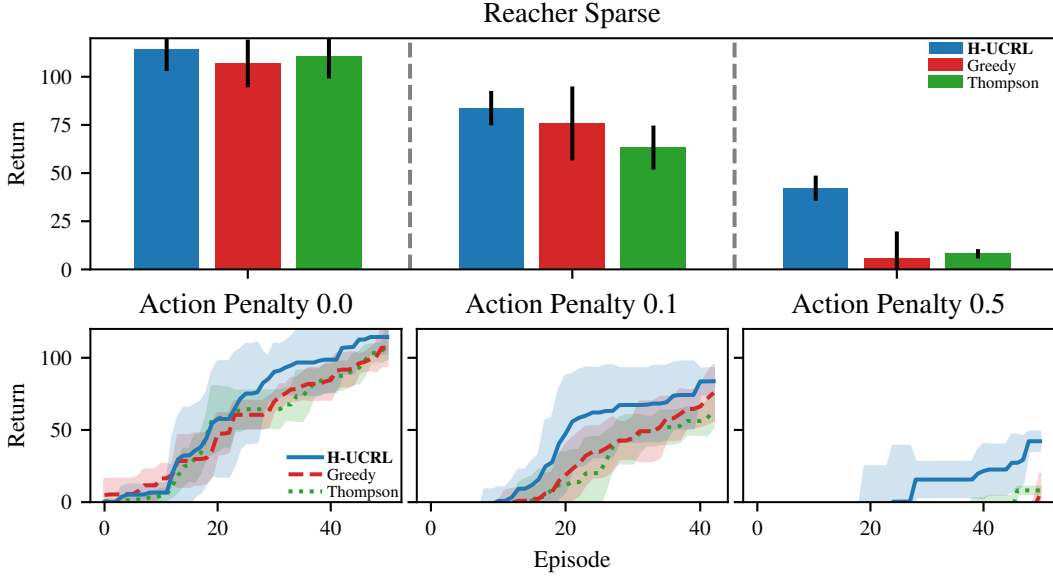 Reacher Sparse
Return
100
75
50
25
0
H-UCRL
Greedy
Thompson
Action Penalty 0.0
Action Penalty 0.1
Action Penalty 0.5
Return
100
50
0
H-UCRL
Greedy
Thompson
0 20 40
0 20 40
0 20 40
Episode